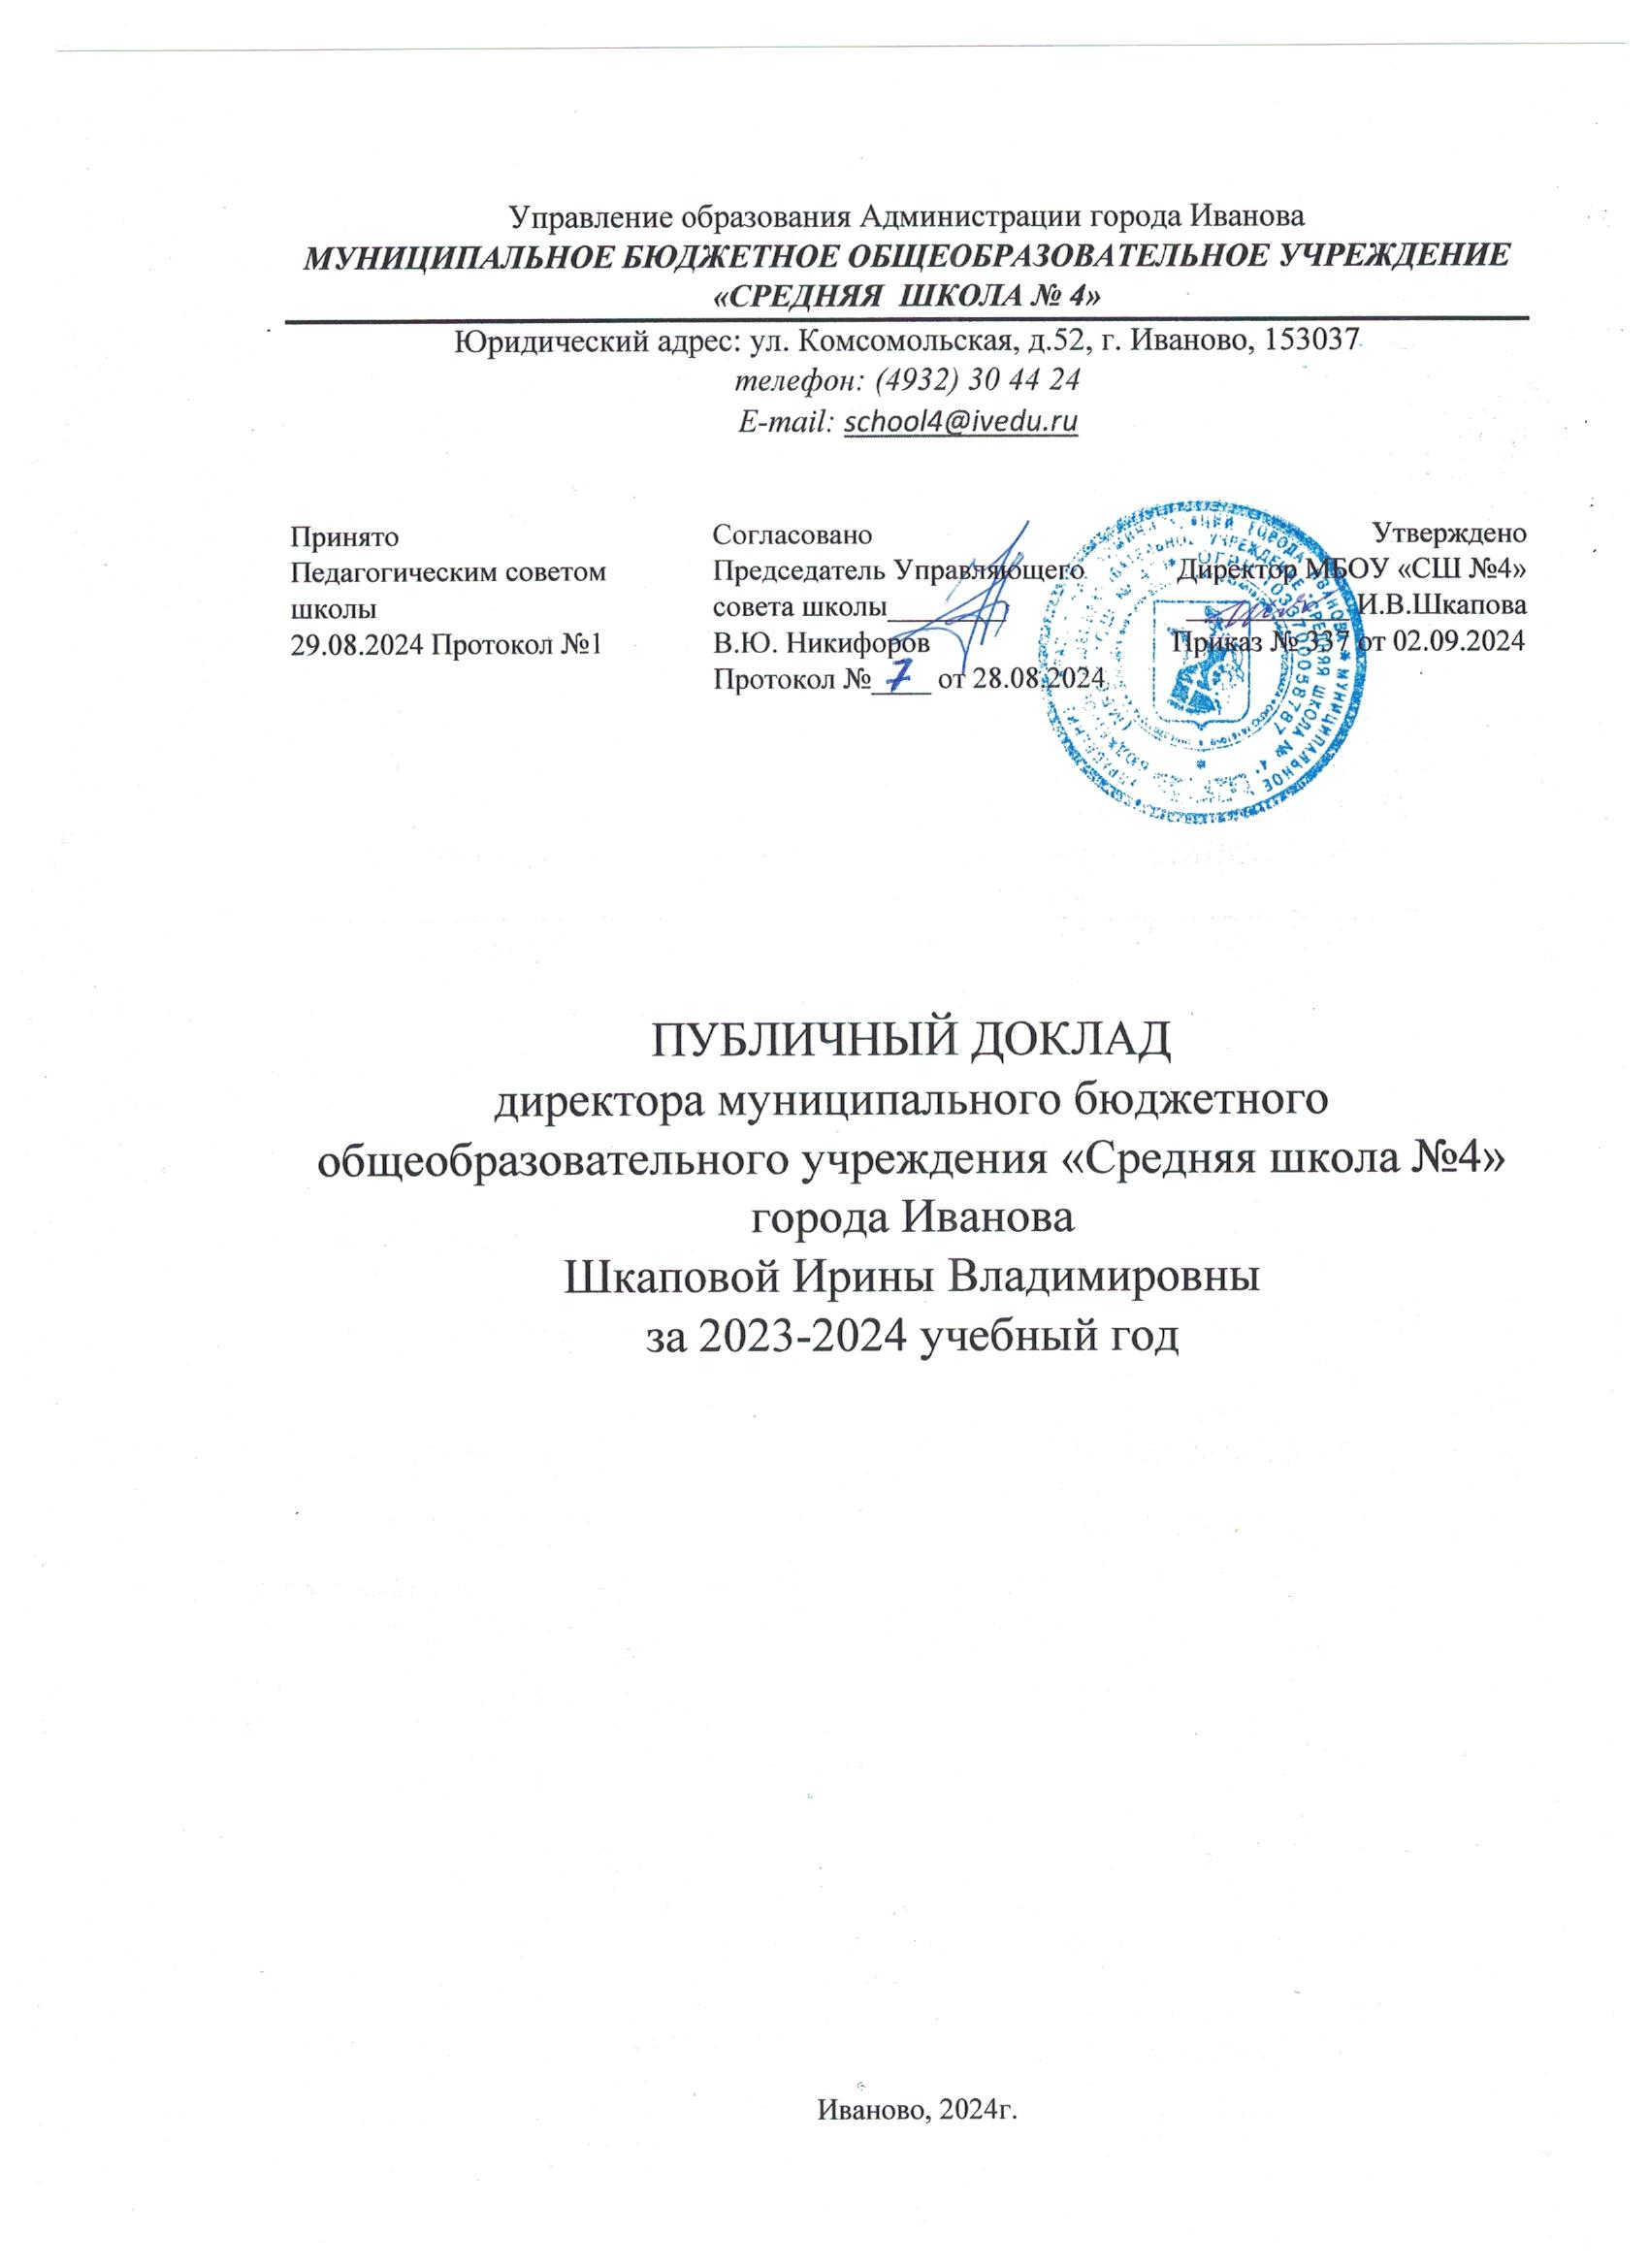 Управление образования Администрации города Иванова
МУНИЦИПАЛЬНОЕ БЮДЖЕТНОЕ ОБЩЕОБРАЗОВАТЕЛЬНОЕ УЧРЕЖДЕНИЕ
«СРЕДНЯЯ ШКОЛА № 4»
Юридический адрес: ул. Комсомольская, д.52, г. Иваново, 153037
телефон: (4932) 30 44 24
E-mail: school4@ivedu.ru
Принято
Педагогическим советом
школы
29.08.2024 Протокол №1
Согласовано
Председатель Управляющего
совета школы________
В.Ю. Никифоров
Протокол № 7 от 28.08.2024
Утверждено
Директор МБОУ «СШ №4»
И.В.Шкапова
Приказ № 337 от 02.09.2024
ПУБЛИЧНЫЙ ДОКЛАД
директора муниципального бюджетного
общеобразовательного учреждения «Средняя школа №4»
города Иванова
Шкаповой Ирины Владимировны
за 2023-2024 учебный год
Иваново, 2024г.